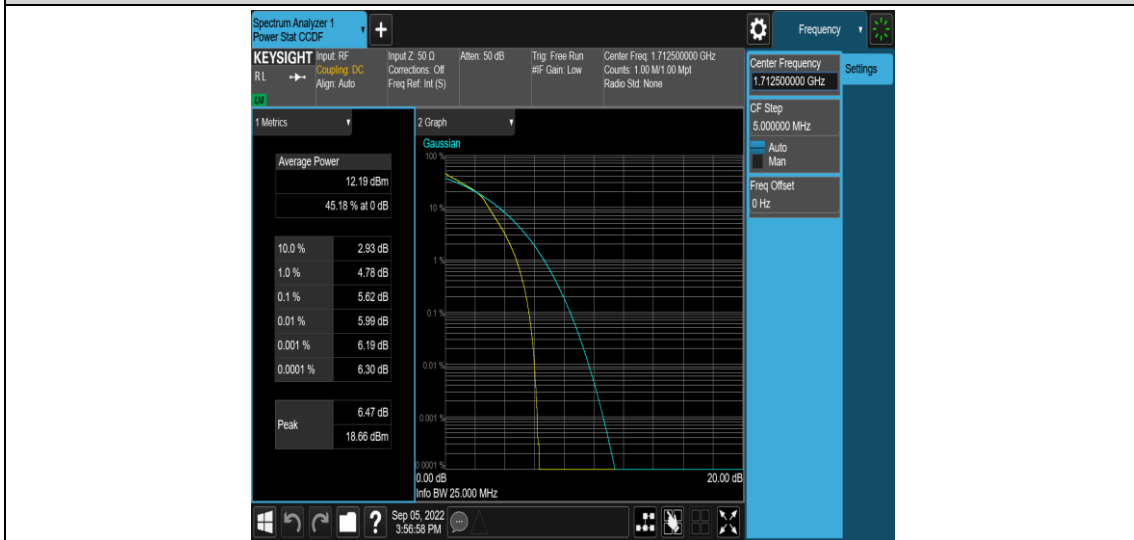 Spectrum Analyzer 1
Power Stat CCDF
+
Frequency
KEYSIGHT
RL
LXI
Input: RF
Coupling: DC
Align: Auto
Input Z: 50 Ω
Corrections: Off
Freq Ref: Int (S)
Atten: 50 dB
Trig: Free Run
#IF Gain: Low
Center Freq: 1.712500000 GHz
Counts: 1.00 M/1.00 Mpt
Radio Std: None
Center Frequency
1.712500000 GHz
Settings
CF Step
5.000000 MHz
Auto
Man
Freq Offset
0 Hz
1 Metrics
Average Power
12.19 dBm
45.18 % at 0 dB
10.0 % 2.93 dB
1.0 % 4.78 dB
0.1 % 5.62 dB
0.01 % 5.99 dB
0.001 % 6.19 dB
0.0001 % 6.30 dB
Peak
6.47 dB
18.66 dBm
2 Graph
Gaussian
100 %
10 %
1 %
0.1 %
0.01 %
0.001 %
0.0001 %
0.00 dB 20.00 dB
Info BW 25.000 MHz
?
Sep 05, 2022
3:56:58 PM